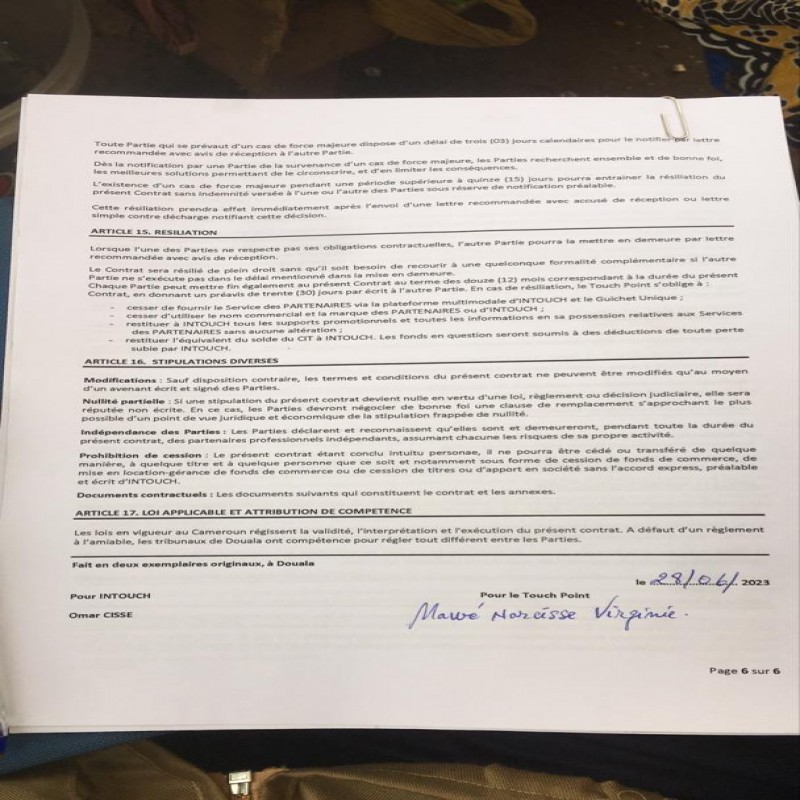 Toute Partie qui se prévaut d'un cas de force majeure dispose d'un délai de trois (03) jours calendaires pour le notifier par lettre
recommandée avec avis de réception à l'autre Partie.
Dès la notification par une Partie de la survenance d'un cas de force majeure, les Parties recherchent ensemble et de bonne foi,
les meilleures solutions permettant de le circonscrire, et d'en limiter les conséquences.
L'existence d'un cas de force majeure pendant une période supérieure à quinze (15) jours pourra entrainer la résiliation du
présent Contrat sans indemnité versée à l'une ou l'autre des Parties sous réserve de notification préalable.
Cette résiliation prendra effet immédiatement après l'envoi d'une lettre recommandée avec accusé de réception ou lettre
simple contre décharge notifiant cette décision.
ARTICLE 15. RESILIATION
Lorsque l'une des Parties ne respecte pas ses obligations contractuelles, l'autre Partie pourra la mettre en demeure par lettre
recommandée avec avis de réception.
Le Contrat sera résilié de plein droit sans qu'il soit besoin de recourir à une quelconque formalité complémentaire si l'autre
Partie ne s'exécute pas dans le délai mentionné dans la mise en demeure.
Chaque Partie peut mettre fin également au présent Contrat au terme des douze (12) mois correspondant à la durée du présent
Contrat, en donnant un préavis de trente (30) jours par écrit à l'autre Partie. En cas de résiliation, le Touch Point s'oblige à :
- cesser de fournir le Service des PARTENAIRES via la plateforme multimodale d'INTOUCH et le Guichet Unique ;
- cesser d'utiliser le nom commercial et la marque des PARTENAIRES ou d'INTOUCH ;
- restituer à INTOUCH tous les supports promotionnels et toutes les informations en sa possession relatives aux Services
des PARTENAIRES sans aucune altération ;
- restituer l'équivalent du solde du CIT à INTOUCH. Les fonds en question seront soumis à des déductions de toute perte
subie par INTOUCH.
ARTICLE 16. STIPULATIONS DIVERSES
Modifications : Sauf disposition contraire, les termes et conditions du présent contrat ne peuvent être modifiés qu'au moyen
d'un avenant écrit et signé des Parties.
Nullité partielle : Si une stipulation du présent contrat devient nulle en vertu d'une loi, règlement ou décision judiciaire, elle sera
réputée non écrite. En ce cas, les Parties devront négocier de bonne foi une clause de remplacement s'approchant le plus
possible d'un point de vue juridique et économique de la stipulation frappée de nullité.
Indépendance des Parties : Les Parties déclarent et reconnaissent qu'elles sont et demeureront, pendant toute la durée du
présent contrat, des partenaires professionnels indépendants, assumant chacune les risques de sa propre activité.
Prohibition de cession : Le présent contrat étant conclu intuitu personae, il ne pourra être cédé ou transféré de quelque
manière, à quelque titre et à quelque personne que ce soit et notamment sous forme de cession de fonds de commerce, de
mise en location-gérance de fonds de commerce ou de cession de titres ou d'apport en société sans l'accord express, préalable
et écrit d'INTOUCH.
Documents contractuels : Les documents suivants qui constituent le contrat et les annexes.
ARTICLE 17. LOI APPLICABLE ET ATTRIBUTION DE COMPETENCE
Les lois en vigueur au Cameroun régissent la validité, l'interprétation et l'exécution du présent contrat. A défaut d'un règlement
à l'amiable, les tribunaux de Douala ont compétence pour régler tout différent entre les Parties.
Fait en deux exemplaires originaux, à Douala
le 28/06/ 2023
Pour INTOUCH
Pour le Touch Point
Omar CISSE
Mawé Narcisse Virginie.
Page 6 sur 6